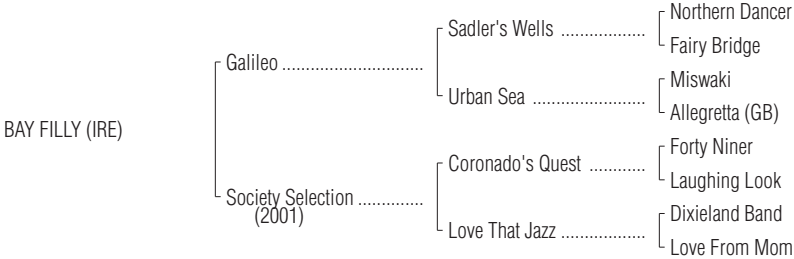 Northern Dancer
Sadler's Wells ...................
Fairy Bridge
Galileo .............................
Miswaki
Urban Sea .......................
Allegretta (GB)
BAY FILLY (IRE)
Forty Niner
Coronado's Quest ............
Laughing Look
Society Selection ..............
(2001)
Dixieland Band
Love That Jazz ..................
Love From Mom